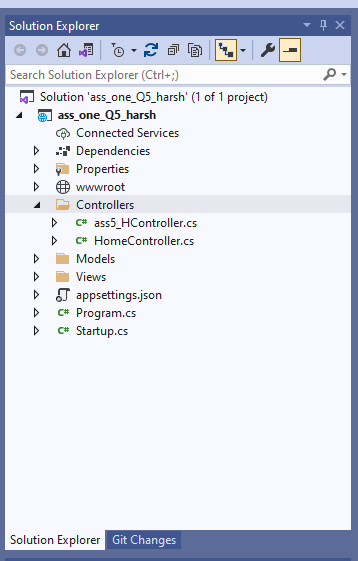 Solution Explorer
Search Solution Explorer (Ctrl+;)
Solution 'ass_one_Q5_harsh' (1 of 1 project)
ass_one_Q5_harsh
Connected Services
Dependencies
Properties
wwwroot
Controllers
C# ass5_HController.cs
C# HomeController.cs
Models
Views
appsettings.json
C# Program.cs
C# Startup.cs
Solution Explorer Git Changes